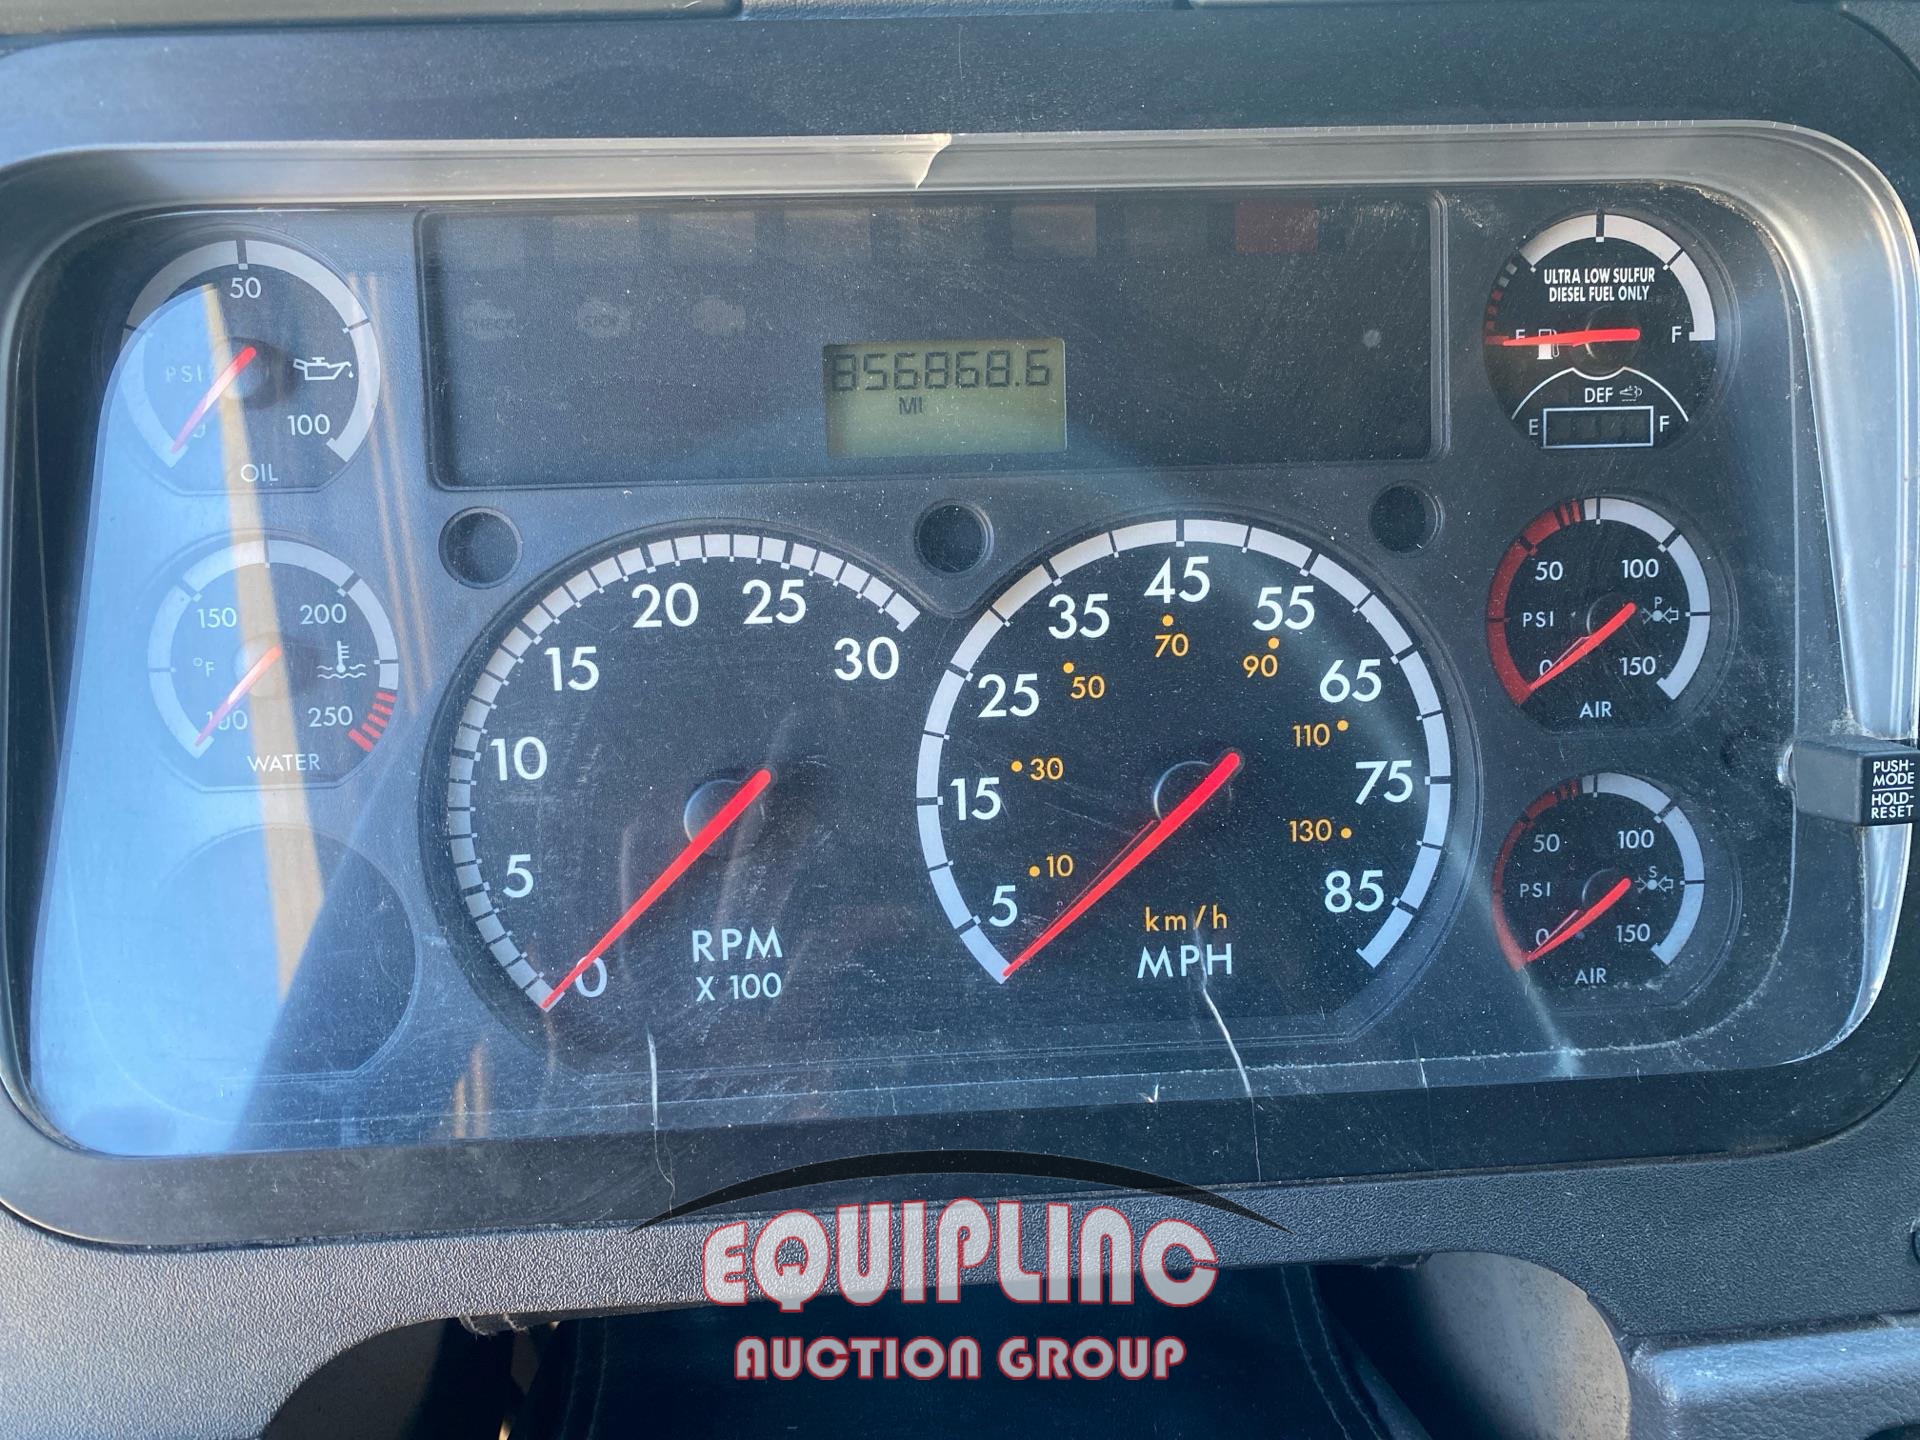 50
PSI
100
OIL
150
200
°F
100
250
WATER
CHECK
STOP
856868.6
MI
0
5
10
15
20
25
30
RPM
X 100
5
15
25
35
45
55
65
75
85
10
30
50
70
90
110
130
km/h
MPH
ULTRA LOW SULFUR
DIESEL FUEL ONLY
E
F
DEF
E
F
50
100
PSI
P
0
150
AIR
50
100
PSI
S
0
150
AIR
PUSH-
MODE
HOLD-
RESET
EQUIPLINC
AUCTION GROUP